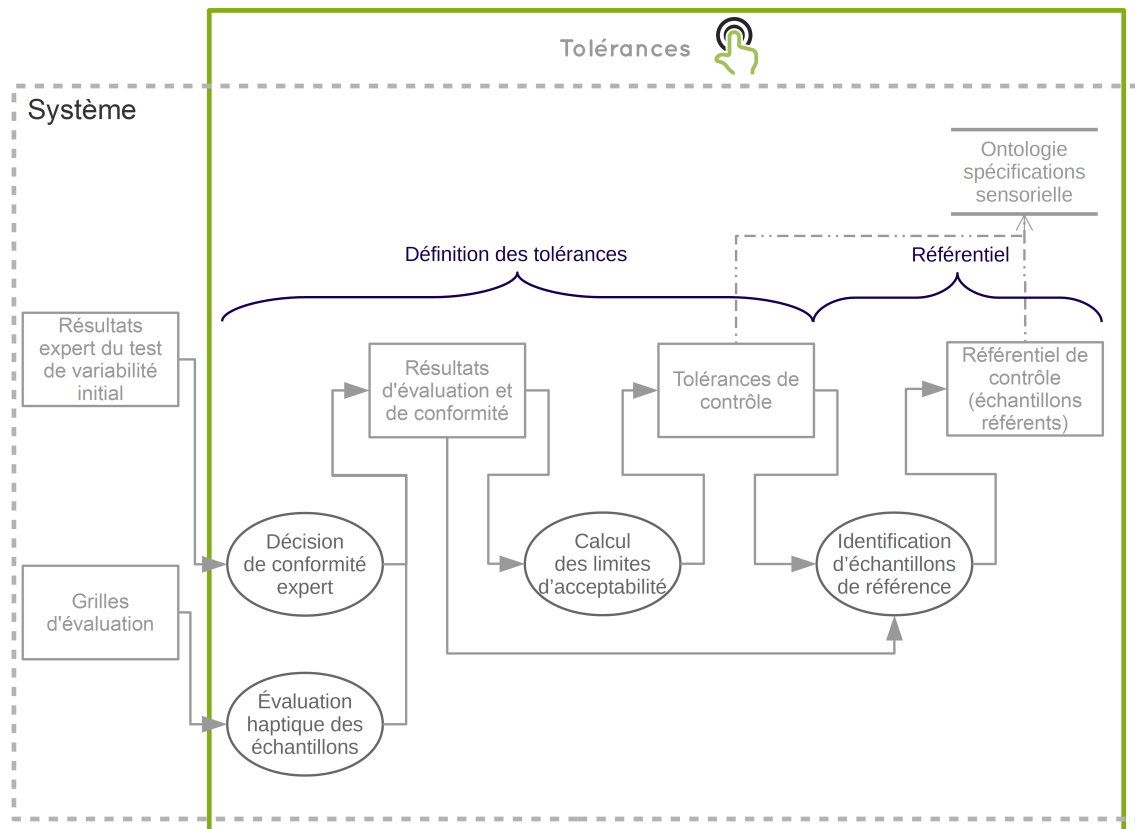 Tolérances
Système
Ontologie
spécifications
sensorielle
Définition des tolérances
Référentiel
Résultats
expert du test
de variabilité
initial
Résultats
d'évaluation et
de conformité
Tolérances de
contrôle
Référentiel de
contrôle
(échantillons
référents)
Décision
de conformité
expert
Calcul
des limites
d’acceptabilité
Identification
d’échantillons
de référence
Grilles
d'évaluation
Évaluation
haptique des
échantillons